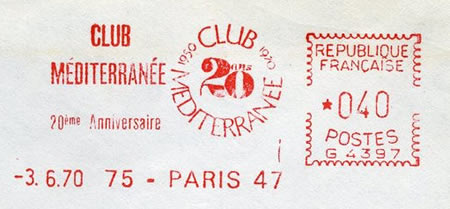 CLUB
MÉDITERRANÉE
20ème Anniversaire
1950 CLUB 1970
20 ans
MEDITERRANÉE
REPUBLIQUE
FRANÇAISE
*040
POSTES
G 4397
-3.6.70 75 - PARIS 47